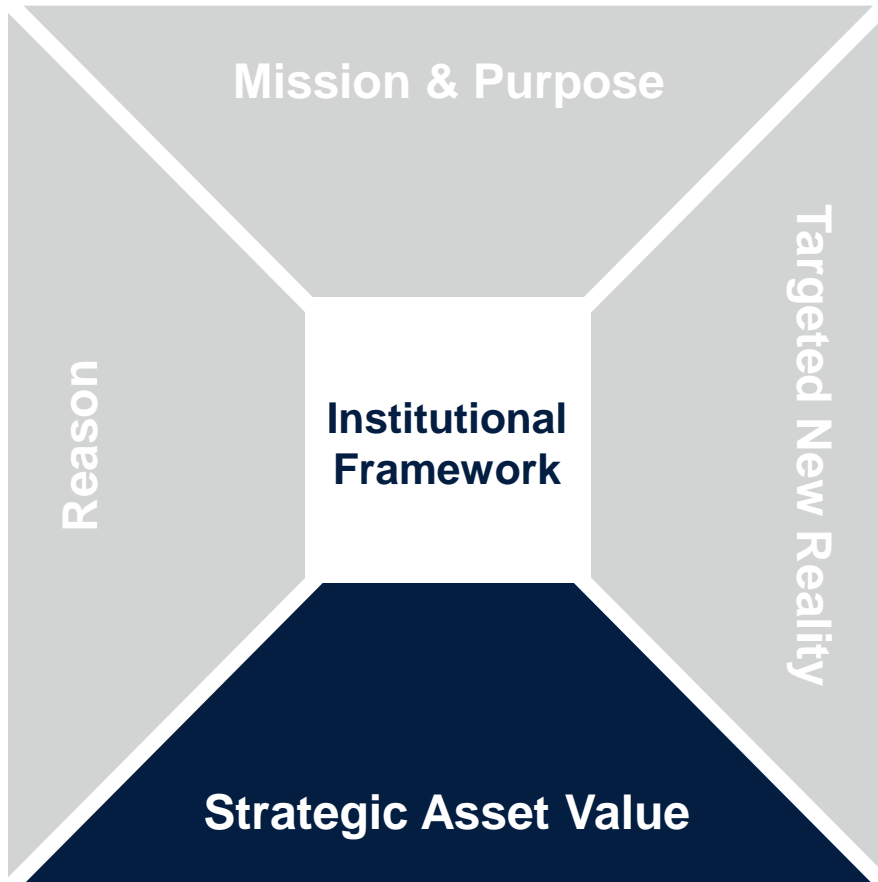 Mission & Purpose
Reason
Institutional
Framework
Targeted New Reality
Strategic Asset Value